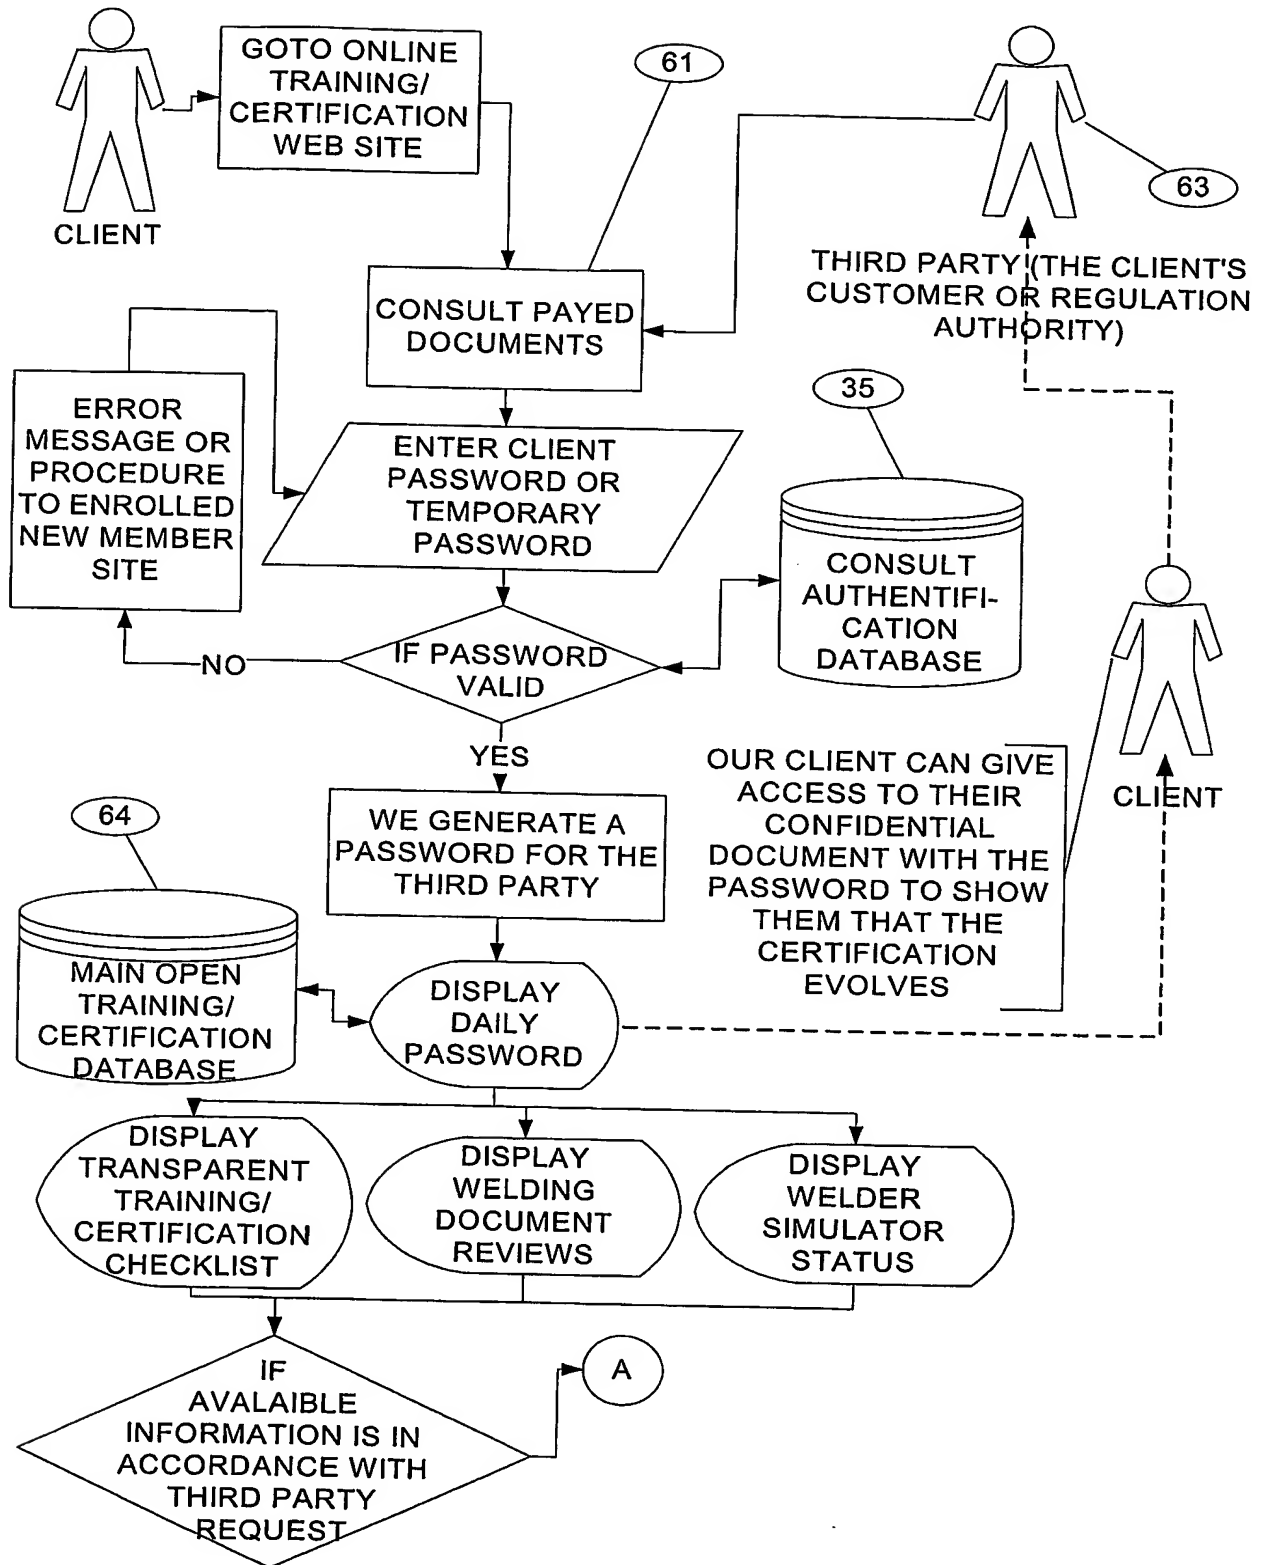 GOTO ONLINE
TRAINING/
CERTIFICATION
WEB SITE
CLIENT
61
63
THIRD PARTY (THE CLIENT'S
CUSTOMER OR REGULATION
AUTHORITY)
CONSULT PAYED
DOCUMENTS
ERROR
MESSAGE OR
PROCEDURE
TO ENROLLED
NEW MEMBER
SITE
ENTER CLIENT
PASSWORD OR
TEMPORARY
PASSWORD
35
CONSULT
AUTHENTIFI-
CATION
DATABASE
IF PASSWORD
VALID
NO
YES
CLIENT
OUR CLIENT CAN GIVE
ACCESS TO THEIR
CONFIDENTIAL
DOCUMENT WITH THE
PASSWORD TO SHOW
THEM THAT THE
CERTIFICATION
EVOLVES
WE GENERATE A
PASSWORD FOR THE
THIRD PARTY
64
MAIN OPEN
TRAINING/
CERTIFICATION
DATABASE
DISPLAY
DAILY
PASSWORD
DISPLAY
TRANSPARENT
TRAINING/
CERTIFICATION
CHECKLIST
DISPLAY
WELDING
DOCUMENT
REVIEWS
DISPLAY
WELDER
SIMULATOR
STATUS
IF
AVALAIBLE
INFORMATION IS IN
ACCORDANCE WITH
THIRD PARTY
REQUEST
A